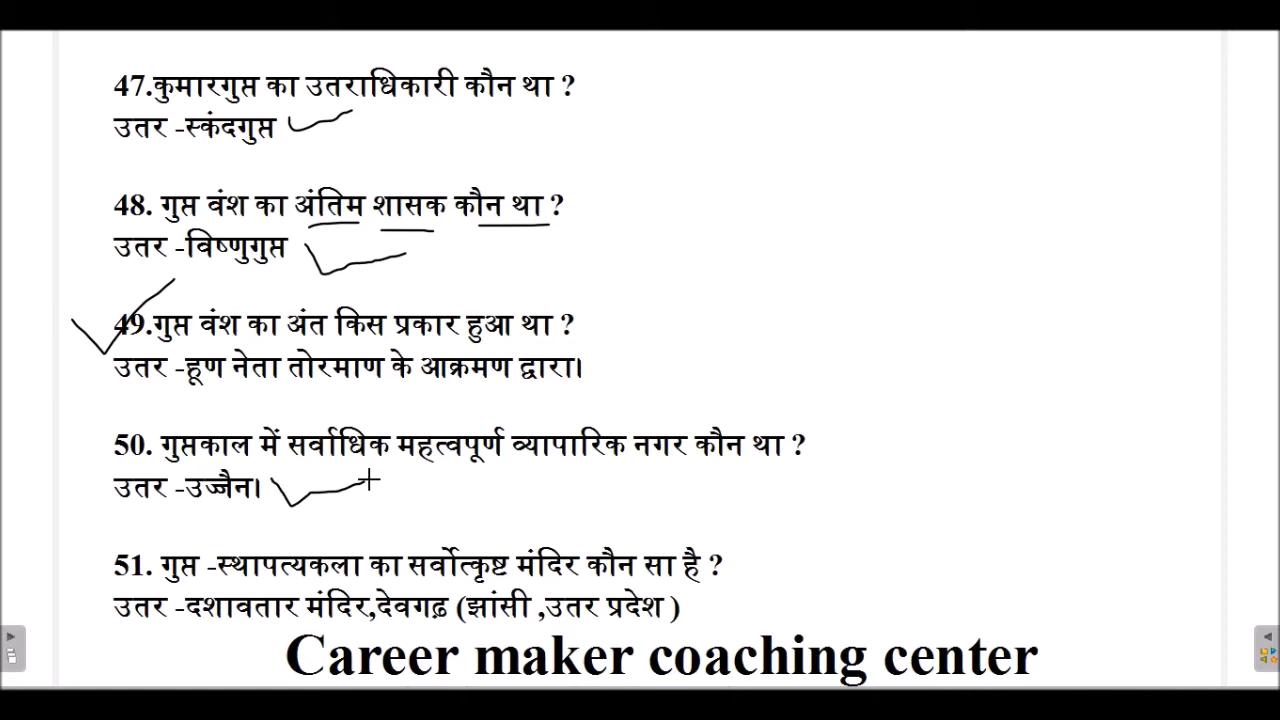 47.कुमारगुप्त का उतराधिकारी कौन था ?
उतर -स्कंदगुप्त
48. गुप्त वंश का अंतिम शासक कौन था ?
उतर -विष्णुगुप्त
49.गुप्त वंश का अंत किस प्रकार हुआ था ?
उतर -हूण नेता तोरमाण के आक्रमण द्वारा।
50. गुप्तकाल में सर्वाधिक महत्वपूर्ण व्यापारिक नगर कौन था ?
उतर -उज्जैन।
51. गुप्त -स्थापत्यकला का सर्वोत्कृष्ट मंदिर कौन सा है ?
उतर -दशावतार मंदिर,देवगढ़ (झांसी ,उतर प्रदेश )
Career maker coaching center